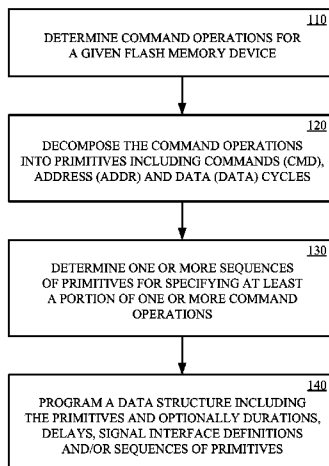 110
DETERMINE COMMAND OPERATIONS FOR
A GIVEN FLASH MEMORY DEVICE
120
DECOMPOSE THE COMMAND OPERATIONS
INTO PRIMITIVES INCLUDING COMMANDS (CMD),
ADDRESS (ADDR) AND DATA (DATA) CYCLES
130
DETERMINE ONE OR MORE SEQUENCES
OF PRIMITIVES FOR SPECIFYING AT LEAST
A PORTION OF ONE OR MORE COMMAND
OPERATIONS
140
PROGRAM A DATA STRUCTURE INCLUDING
THE PRIMITIVES AND OPTIONALLY DURATIONS,
DELAYS, SIGNAL INTERFACE DEFINITIONS
AND/OR SEQUENCES OF PRIMITIVES